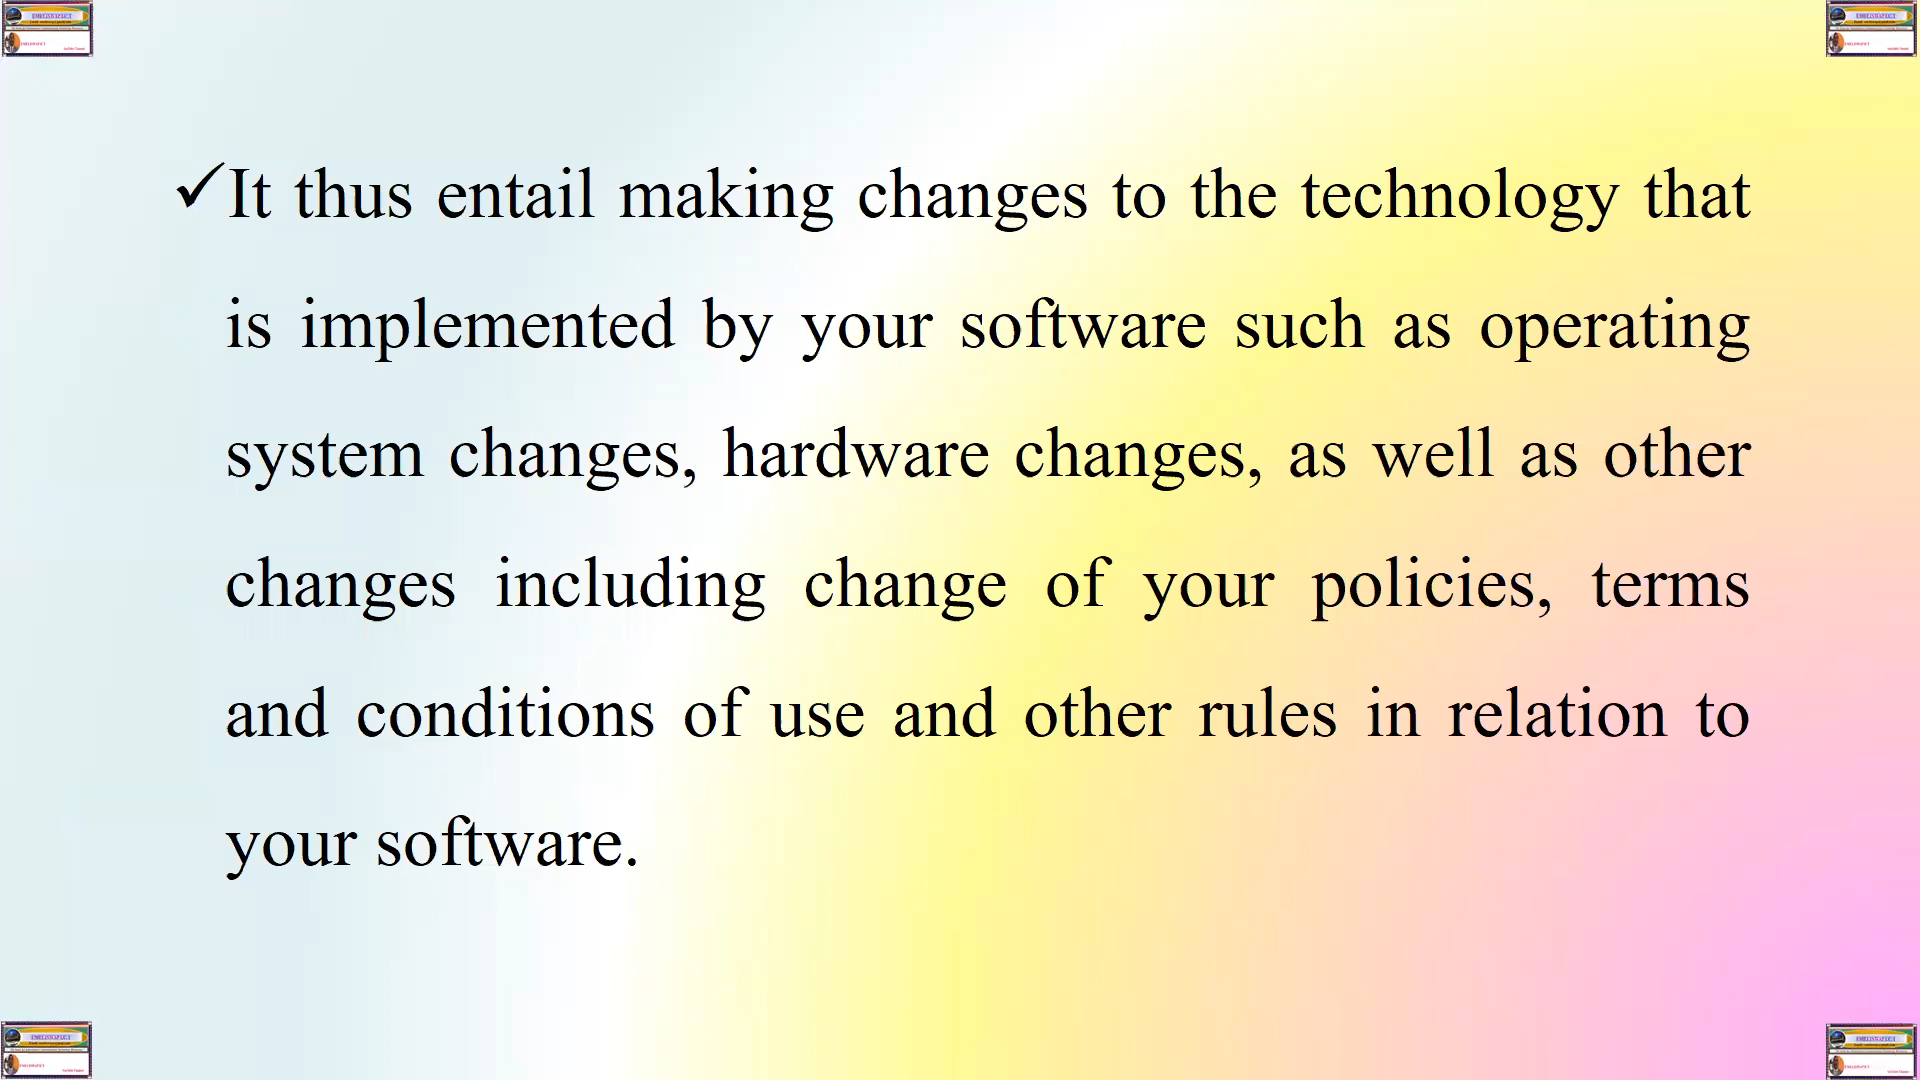 ✓It thus entail making changes to the technology that
is implemented by your software such as operating
system changes, hardware changes, as well as other
changes including change of your policies, terms
and conditions of use and other rules in relation to
your software.